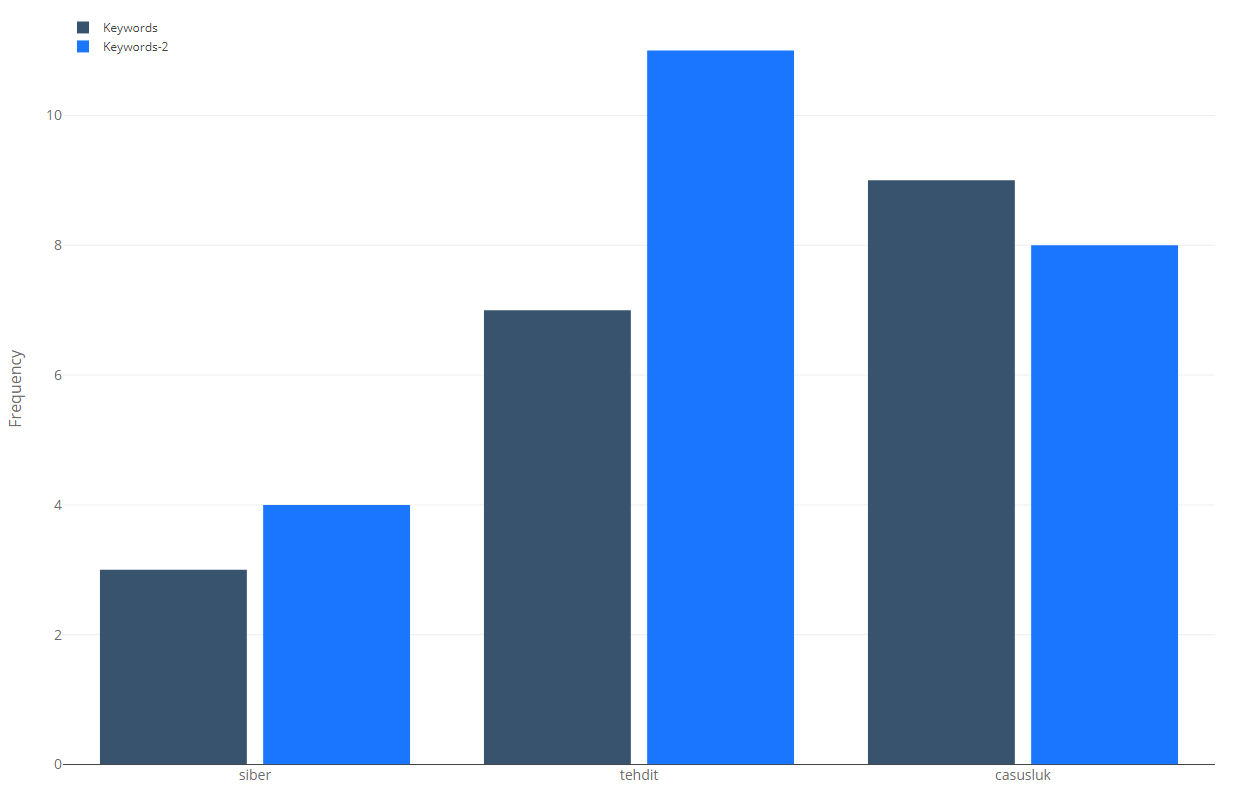 Keywords
Keywords-2
10
8
6
4
2
0
Frequency
siber
tehdit
casusluk